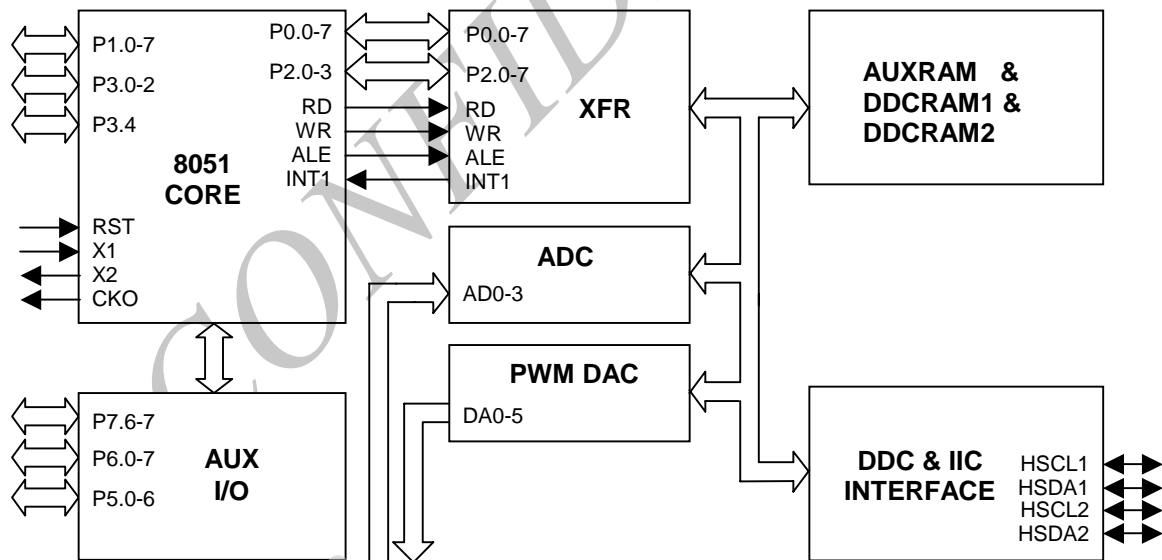 P1.0-7
P3.0-2
P3.4
8051
CORE
RST
X1
X2
CKO
P0.0-7
P2.0-3
RD
WR
ALE
INT1
P0.0-7
P2.0-7
RD
WR
ALE
INT1
XFR
AUXRAM &
DDCRAM1 &
DDCRAM2
ADC
AD0-3
PWM DAC
DA0-5
P7.6-7
P6.0-7
P5.0-6
AUX
I/O
DDC & IIC
INTERFACE
HSCL1
HSDA1
HSCL2
HSDA2
CONFID